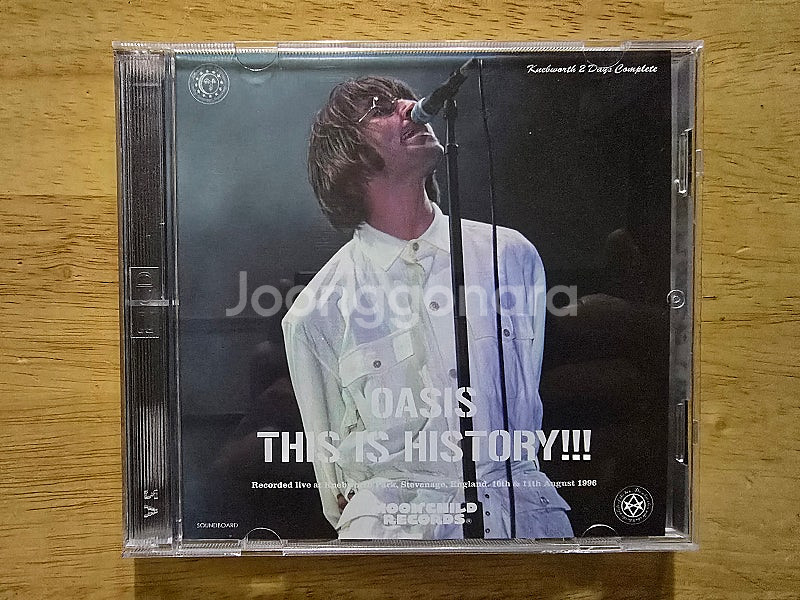 Knebworth 2 Days Complete
Joonggonara
OASIS
THIS IS HISTORY!!!
Recorded live at Knebworth Park, Stevenage, England. 10th & 11th August 1996
MOONCHILD
RECORDS®
SOUNDBOARD